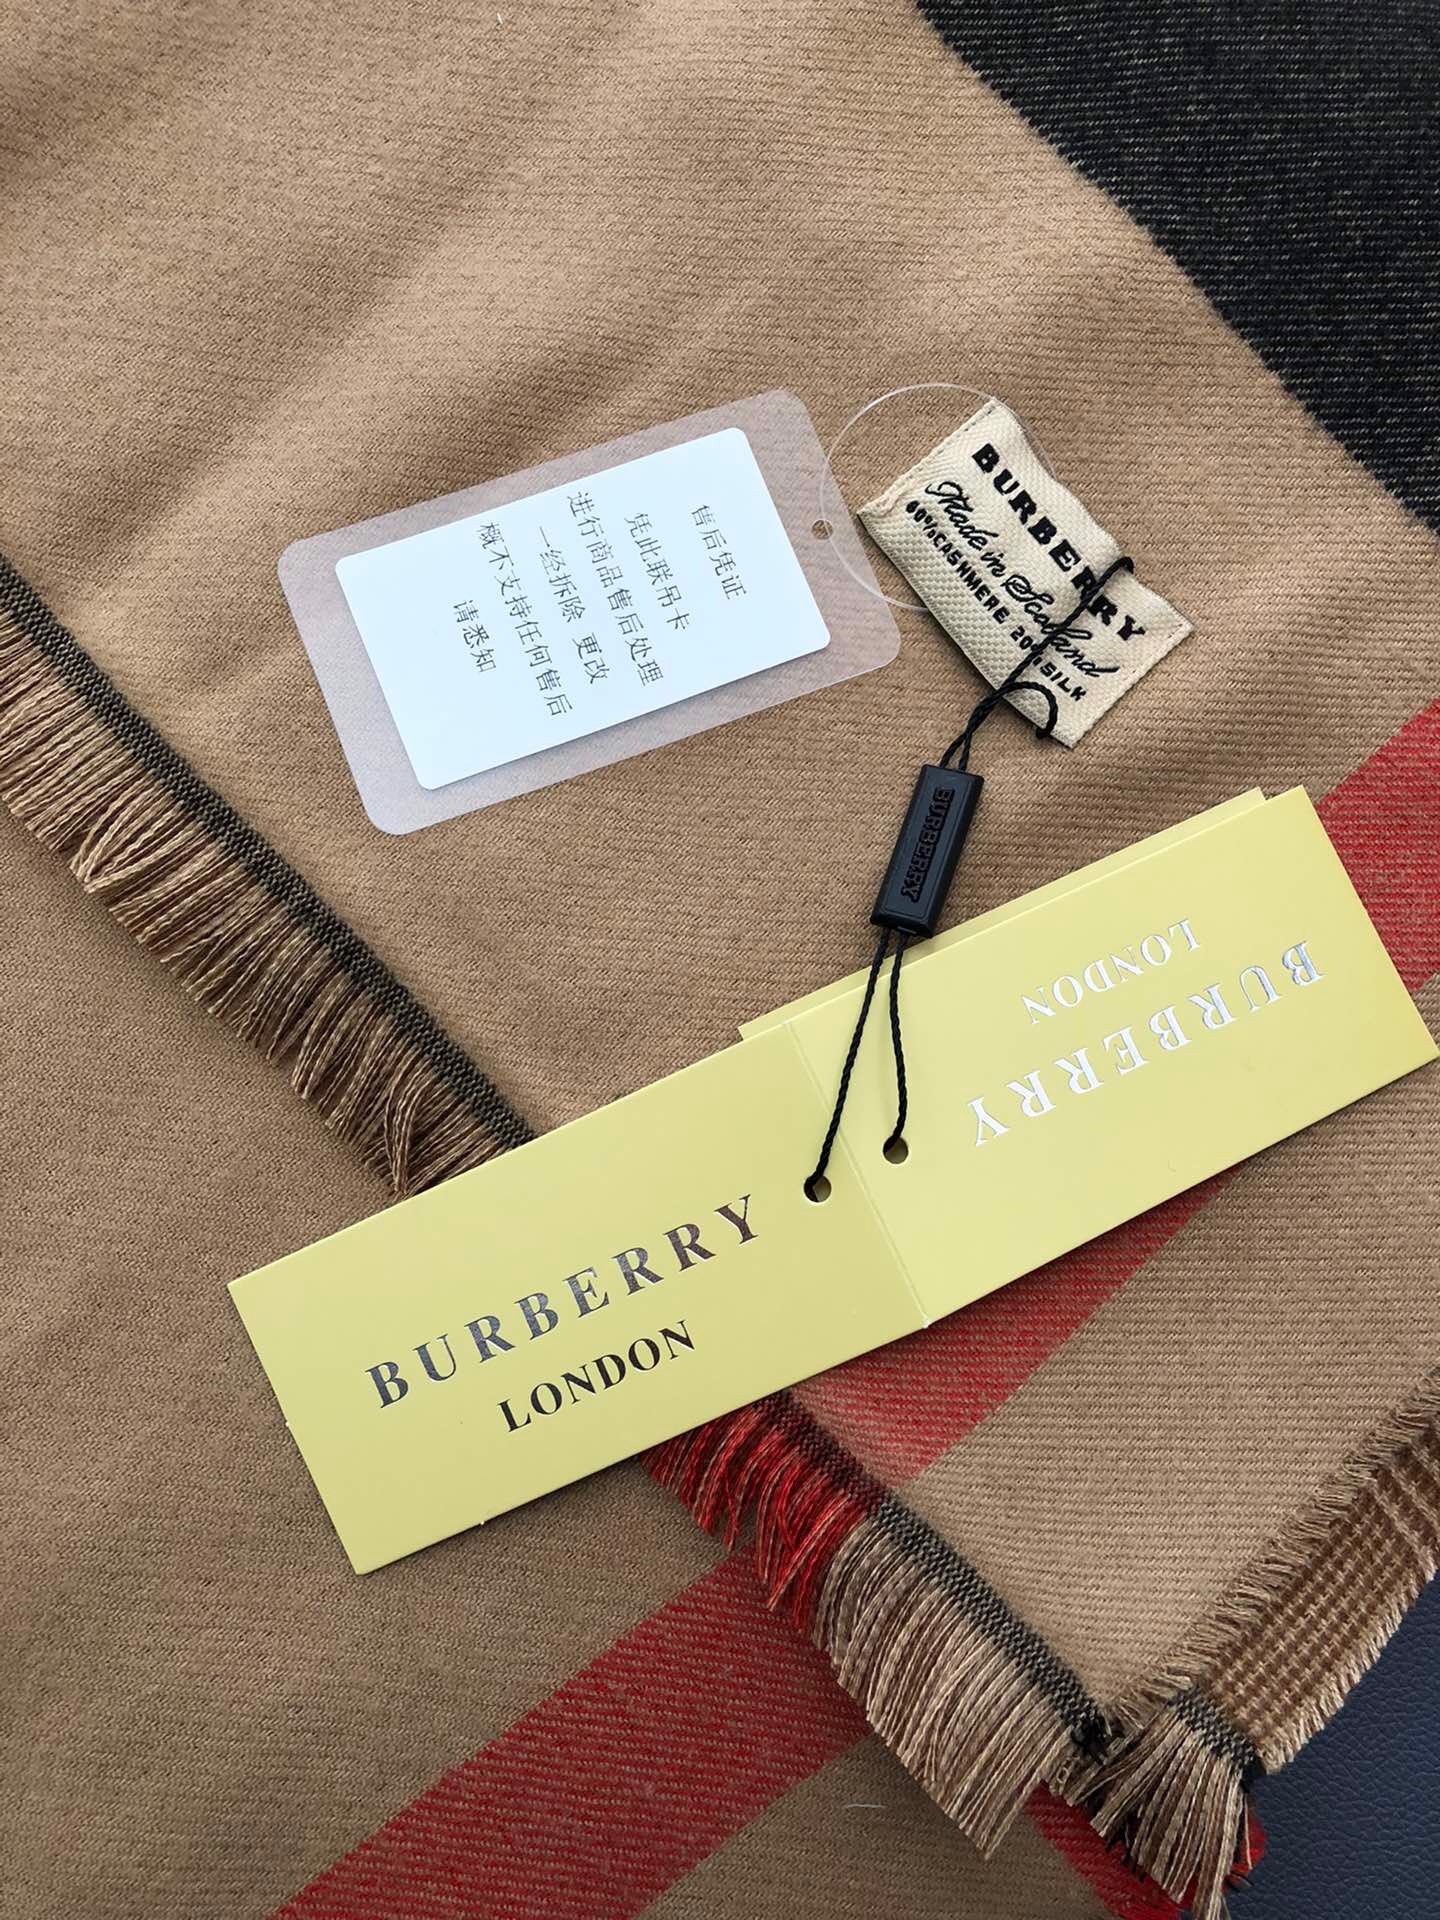 售后凭证
凭此联吊卡
进行商品售后处理
一经拆除 更改
概不支持任何售后
请悉知
BURBERRY
Made in Scotland
80%CASHMERE 20%SILK
BURBERRY
BURBERRY
LONDON
BURBERRY
LONDON